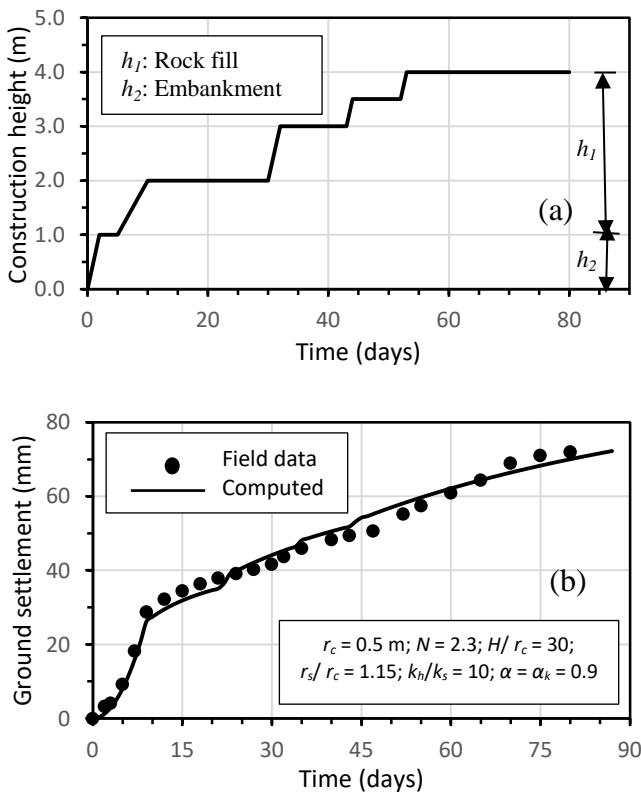 5.0
4.0
3.0
2.0
1.0
0.0
Construction height (m)
h1: Rock fill
h2: Embankment
h1
(a)
h2
0 20 40 60 80
Time (days)
80
60
40
20
0
Ground settlement (mm)
Field data
Computed
(b)
rc = 0.5 m; N = 2.3; H/ rc = 30;
rs/ rc = 1.15; kh/ks = 10; α = αk = 0.9
0 15 30 45 60 75 90
Time (days)